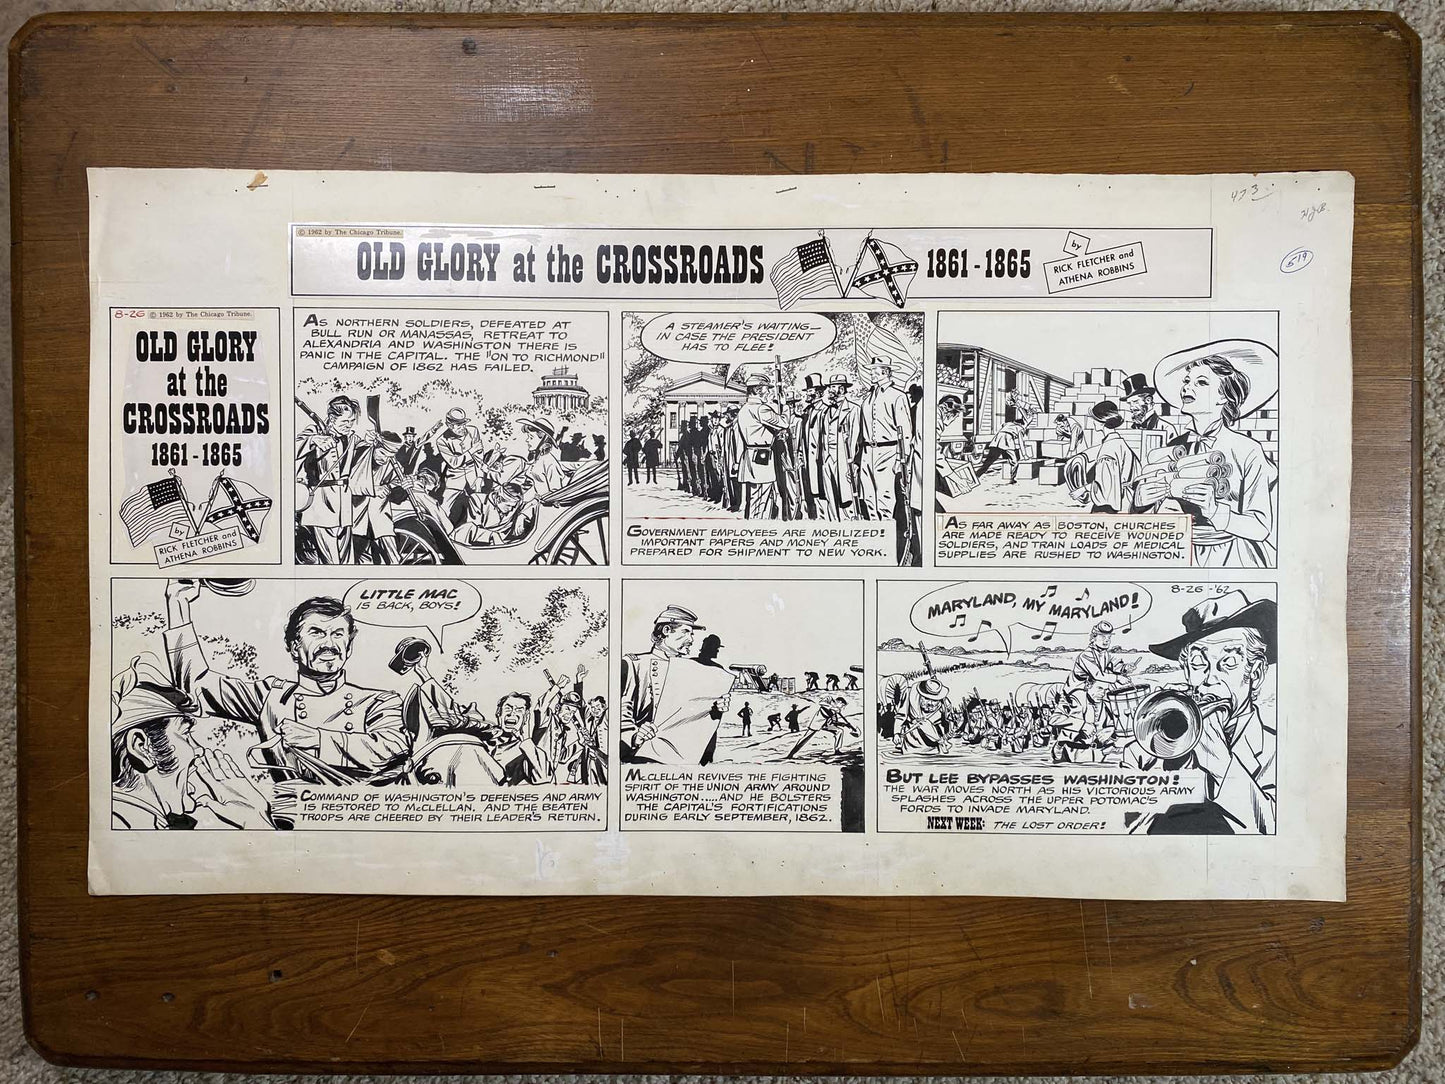 473
H.J.B.
519
© 1962 by The Chicago Tribune.
OLD GLORY at the CROSSROADS 1861 - 1865
by
RICK FLETCHER and
ATHENA ROBBINS
8-26 © 1962 by The Chicago Tribune.
OLD GLORY
at the
CROSSROADS
1861 - 1865
by
RICK FLETCHER and
ATHENA ROBBINS
AS NORTHERN SOLDIERS, DEFEATED AT
BULL RUN OR MANASSAS, RETREAT TO
ALEXANDRIA AND WASHINGTON THERE IS
PANIC IN THE CAPITAL. THE "ON TO RICHMOND"
CAMPAIGN OF 1862 HAS FAILED.
A STEAMER'S WAITING—
IN CASE THE PRESIDENT
HAS TO FLEE!
GOVERNMENT EMPLOYEES ARE MOBILIZED!
IMPORTANT PAPERS AND MONEY ARE
PREPARED FOR SHIPMENT TO NEW YORK.
AS FAR AWAY AS BOSTON, CHURCHES
ARE MADE READY TO RECEIVE WOUNDED
SOLDIERS, AND TRAIN LOADS OF MEDICAL
SUPPLIES ARE RUSHED TO WASHINGTON.
LITTLE MAC
IS BACK, BOYS!
COMMAND OF WASHINGTON'S DEFENSES AND ARMY
IS RESTORED TO McCLELLAN, AND THE BEATEN
TROOPS ARE CHEERED BY THEIR LEADER'S RETURN.
McCLELLAN REVIVES THE FIGHTING
SPIRIT OF THE UNION ARMY AROUND
WASHINGTON.....AND HE BOLSTERS
THE CAPITAL'S FORTIFICATIONS
DURING EARLY SEPTEMBER, 1862.
MARYLAND, MY MARYLAND!
8-26-'62
BUT LEE BYPASSES WASHINGTON!
THE WAR MOVES NORTH AS HIS VICTORIOUS ARMY
SPLASHES ACROSS THE UPPER POTOMAC'S
FORDS TO INVADE MARYLAND.
NEXT WEEK: THE LOST ORDER!